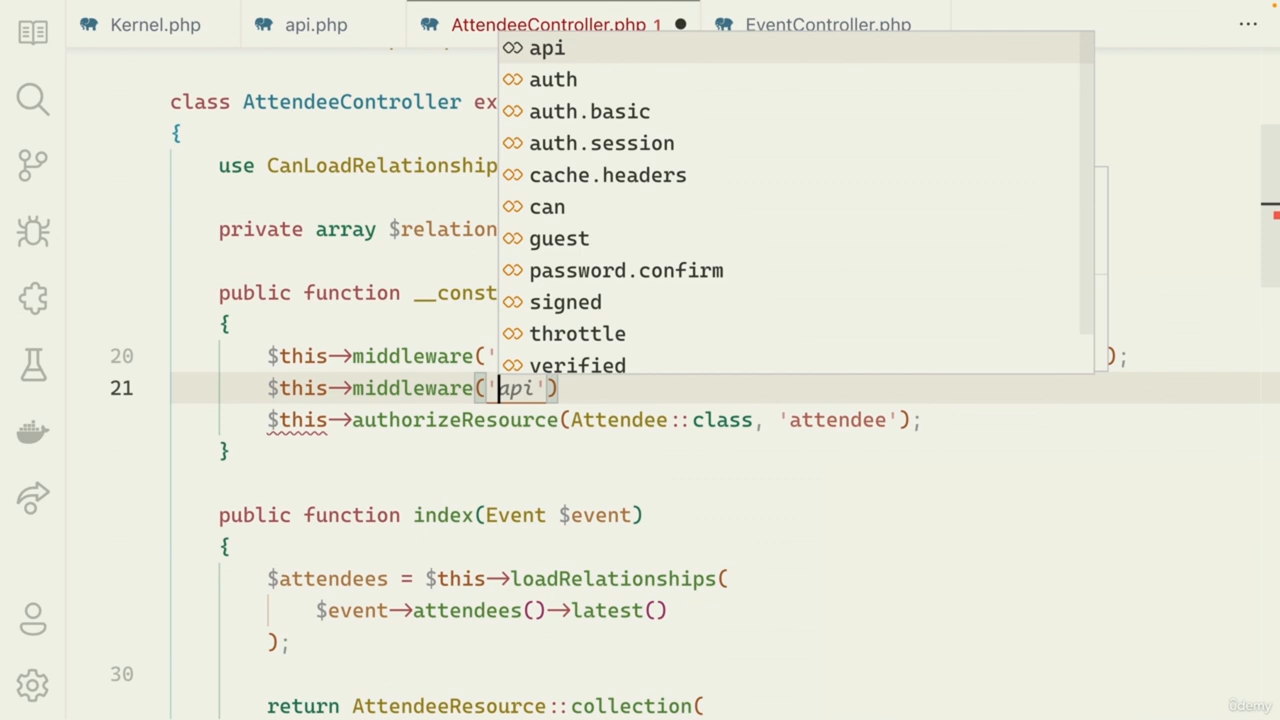 Kernel.php api.php AttendeeController.php 1 EventController.php
api
auth
class AttendeeController ex
auth.basic
{
auth.session
use CanLoadRelationship
cache.headers
can
private array $relation
guest
password.confirm
public function __const
signed
{
throttle
20 $this->middleware(' );
verified
21 $this->middleware('api')
$this->authorizeResource(Attendee::class, 'attendee');
}
public function index(Event $event)
{
$attendees = $this->loadRelationships(
$event->attendees()->latest()
);
30
return AttendeeResource::collection(
ûdemy